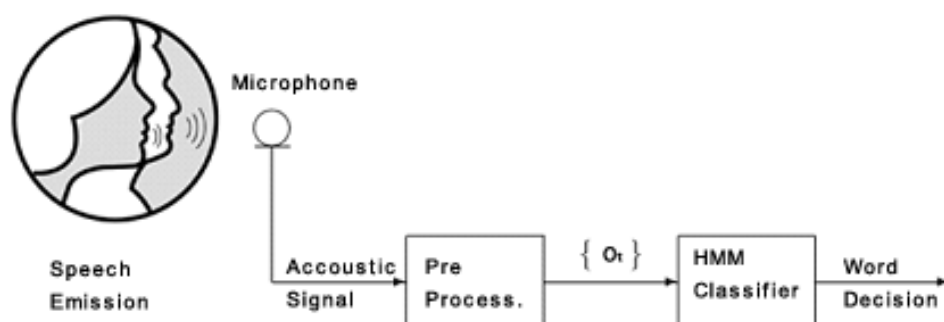 Microphone
Speech
Emission
Accoustic
Signal
Pre
Process.
{ Ot }
HMM
Classifier
Word
Decision